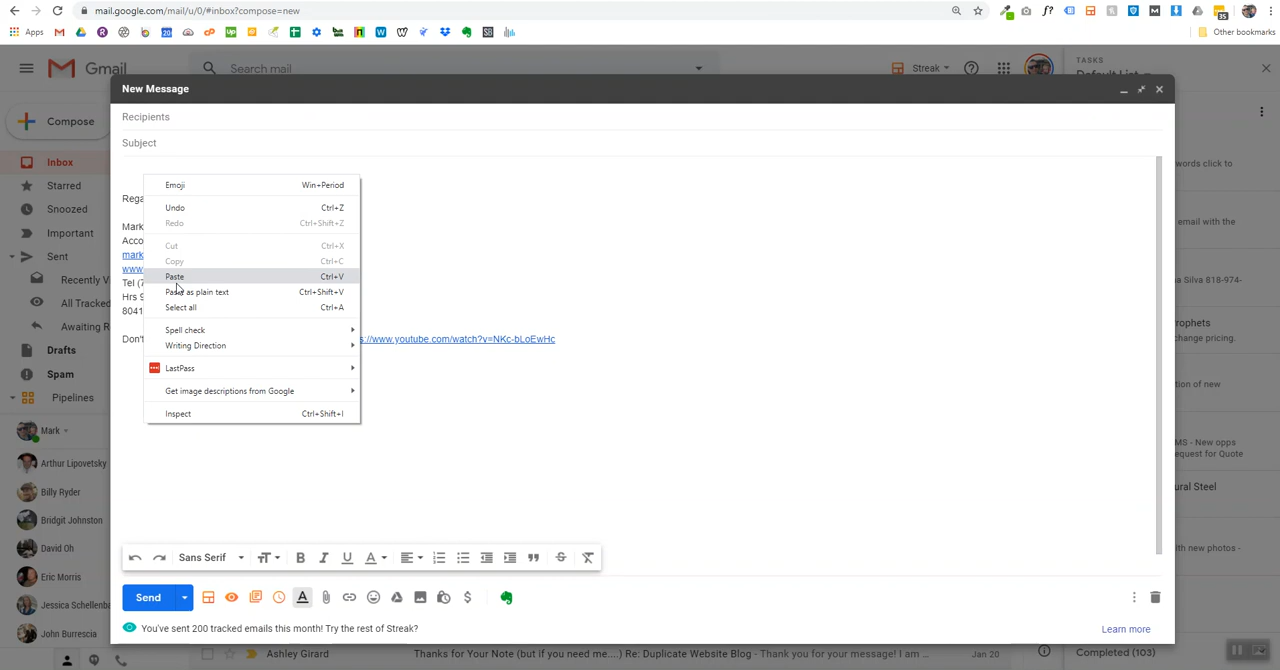 mail.google.com/mail/u/0/#inbox?compose=new
35
Apps
Other bookmarks
Gmail
Search mail
Streak
TASKS
Default List
Compose
New Message
Recipients
Subject
Inbox
Starred
Snoozed
Important
Sent
Recently V
All Tracked
Awaiting R
Drafts
Spam
Pipelines
Mark
Arthur Lipovetsky
Billy Ryder
Bridgit Johnston
David Oh
Eric Morris
Jessica Schellenba
John Burrescia
Rega
Mark
Acco
mark
www
Tel (7
Hrs 9
8041
Don't
s://www.youtube.com/watch?v=NKc-bLoEwHc
Emoji Win+Period
Undo Ctrl+Z
Redo Ctrl+Shift+Z
Cut Ctrl+X
Copy Ctrl+C
Paste Ctrl+V
Paste as plain text Ctrl+Shift+V
Select all Ctrl+A
Spell check
Writing Direction
LastPass
Get image descriptions from Google
Inspect Ctrl+Shift+I
Sans Serif
Send
You've sent 200 tracked emails this month! Try the rest of Streak?
Learn more
Ashley Girard Thanks for Your Note (but if you need me....) Re: Duplicate Website Blog - Thank you for your message! I am ... Jan 20
words click to
email with the
na Silva 818-974-
rophets
change pricing.
tion of new
MS - New opps
equest for Quote
ural Steel
ith new photos -
Completed (103)